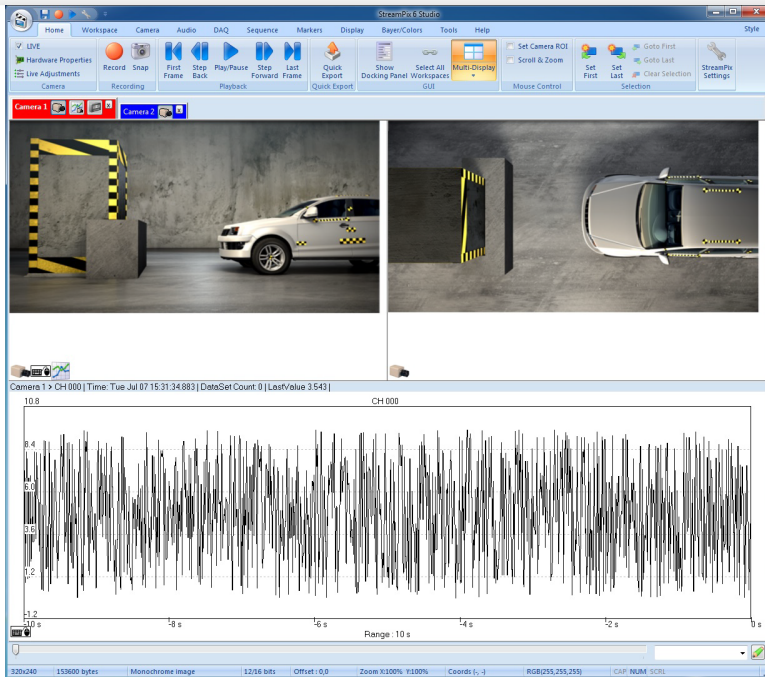 StreamPix 6 Studio
Home Workspace Camera Audio DAQ Sequence Markers Display Bayer/Colors Tools Help Style
LIVE
Hardware Properties
Live Adjustments
Camera
Record Snap
Recording
First Frame Step Back Play/Pause Step Forward Last Frame
Playback
Quick Export
Quick Export
Show Docking Panel Select All Workspaces Multi-Display
GUI
Set Camera ROI
Scroll & Zoom
Mouse Control
Set First Set Last
Goto First
Goto Last
Clear Selection
Selection
StreamPix Settings
Camera 1
Camera 2
Camera 1 > CH 000 | Time: Tue Jul 07 15:31:34.883 | DataSet Count: 0 | LastValue 3.543 |
10.8 CH 000
8.4
6.0
3.6
1.2
-1.2
-10 s -8 s -6 s -4 s -2 s 0 s
Range : 10 s
320x240 153600 bytes Monochrome image 12/16 bits Offset : 0,0 Zoom X:100% Y:100% Coords (-, -) RGB(255,255,255) CAP NUM SCRL